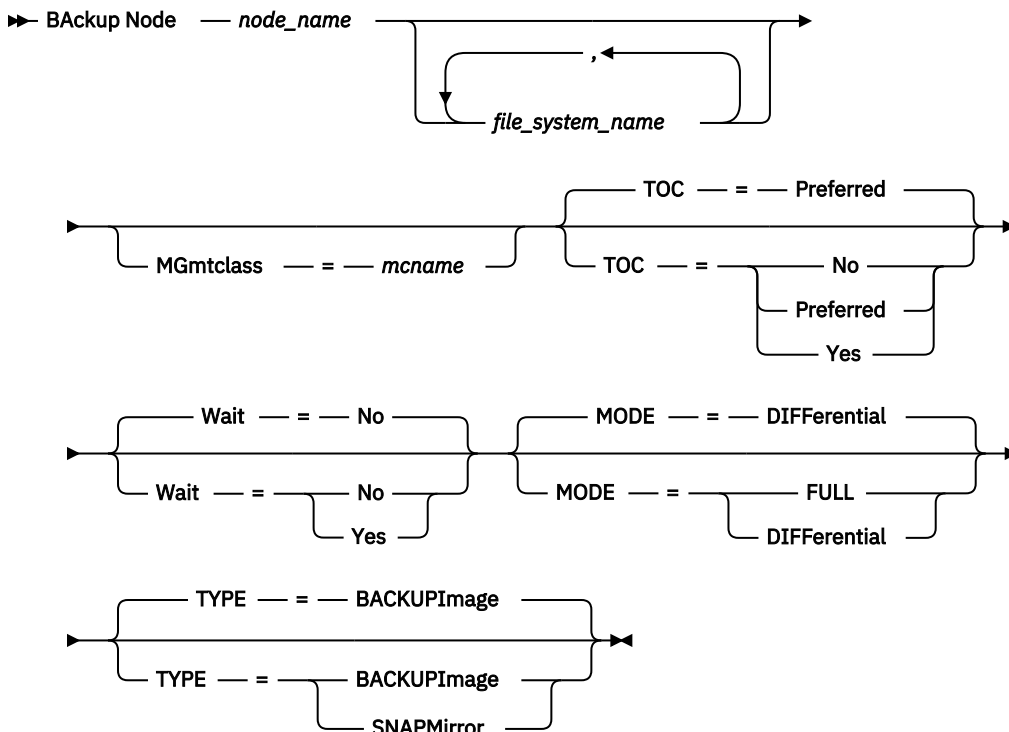 BAckup Node node_name
,
file_system_name
TOC = Preferred
MGmtclass = mcname TOC = No
Preferred
Yes
Wait = No MODE = DIFFerential
Wait = No MODE = FULL
Yes DIFFerential
TYPE = BACKUPImage
TYPE = BACKUPImage
SNAPMirror